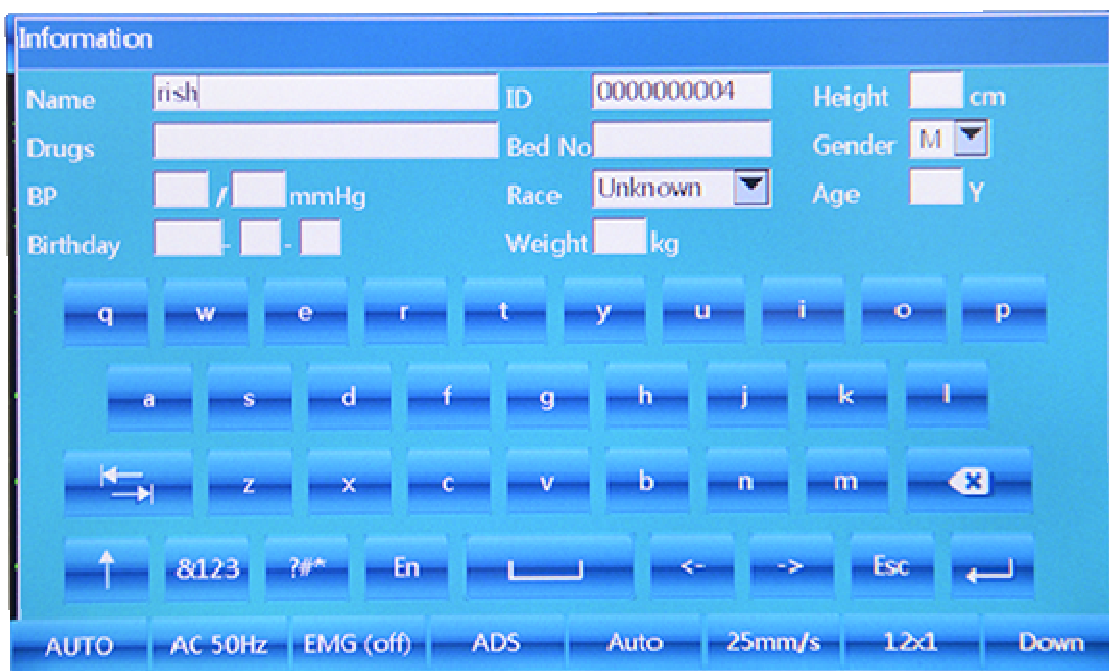 Information
Name rish ID 0000000004 Height cm
Drugs Bed No Gender M
BP / mmHg Race Unknown Age Y
Birthday - - Weight kg
q w e r t y u i o p
a s d f g h j k l
z x c v b n m
&123 ?#* En <- -> Esc
AUTO AC 50Hz EMG (off) ADS Auto 25mm/s 12x1 Down